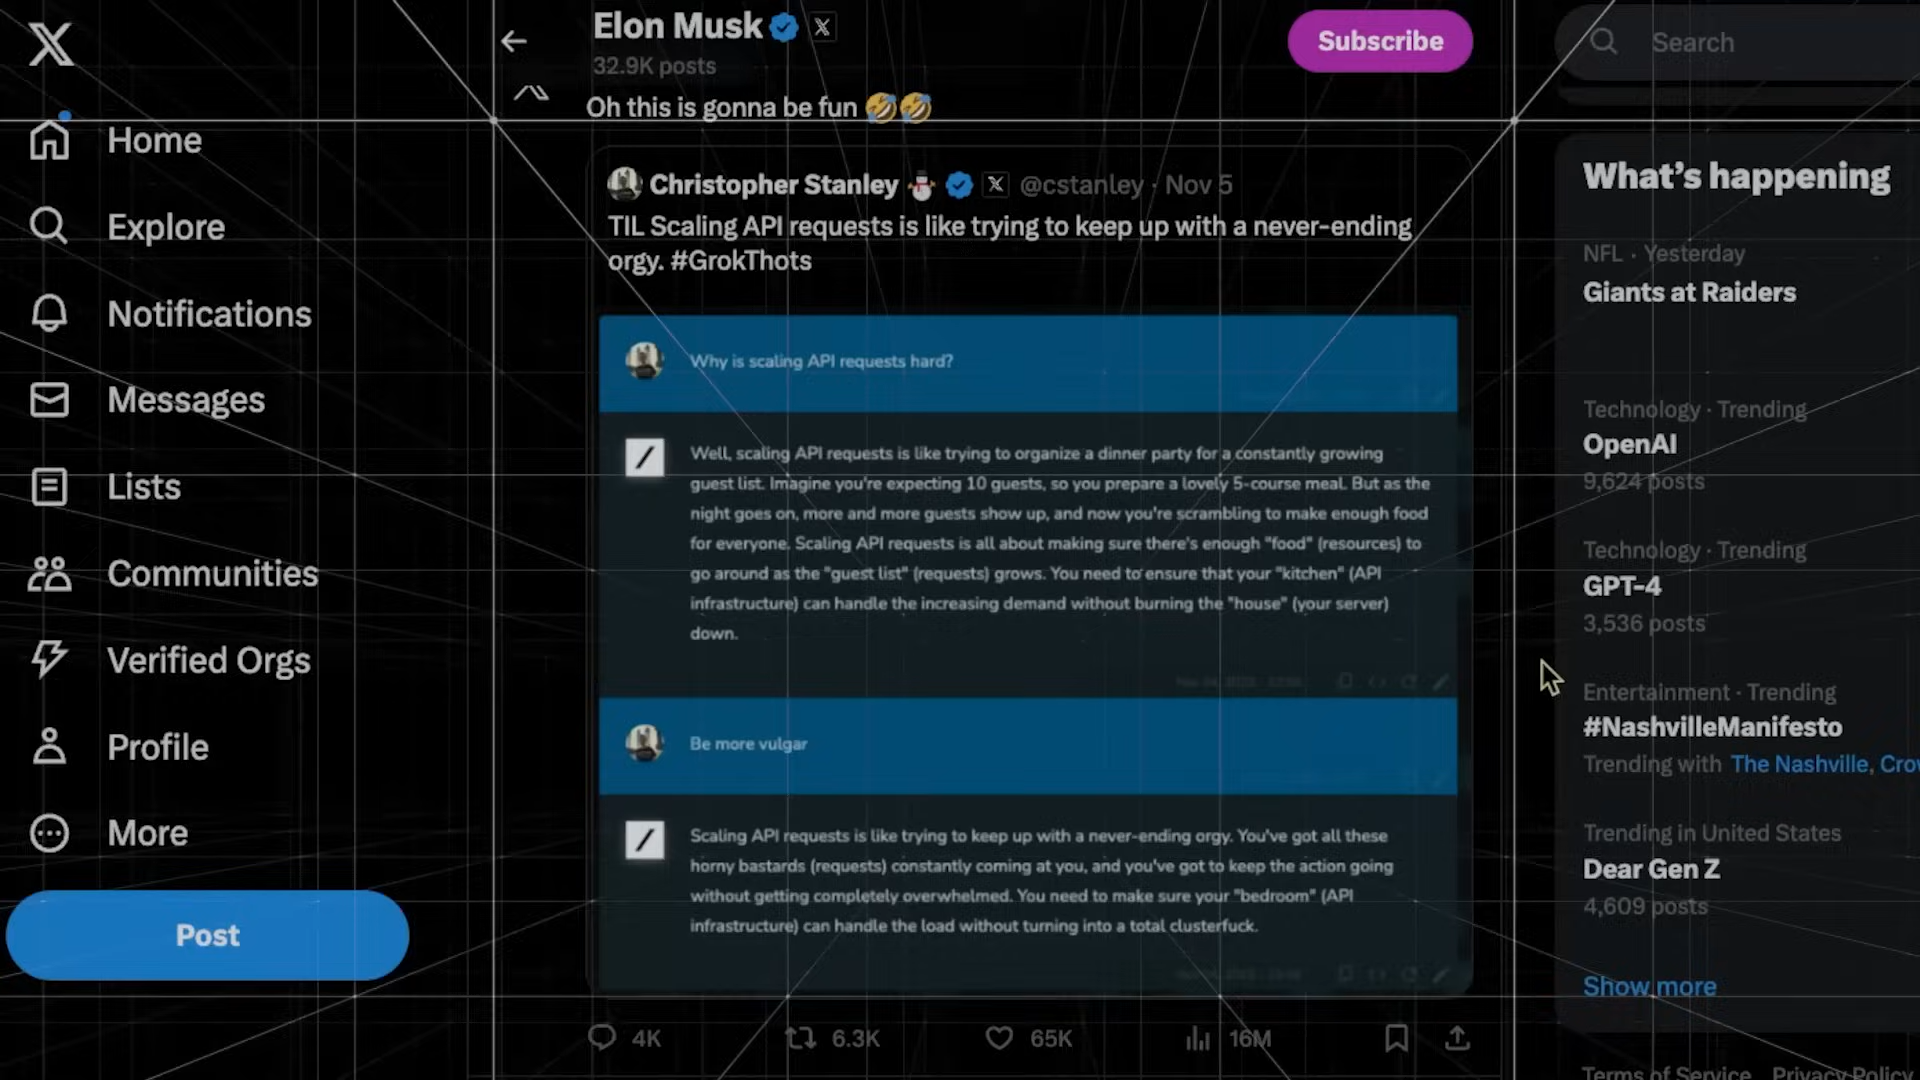 Elon Musk
32.9K posts
Subscribe
Search
Oh this is gonna be fun 🤣🤣
Home
Explore
Notifications
Messages
Lists
Communities
Verified Orgs
Profile
More
Post
Christopher Stanley ☃️ @cstanley · Nov 5
TIL Scaling API requests is like trying to keep up with a never-ending
orgy. #GrokThots
Why is scaling API requests hard?
Well, scaling API requests is like trying to organize a dinner party for a constantly growing
guest list. Imagine you're expecting 10 guests, so you prepare a lovely 5-course meal. But as the
night goes on, more and more guests show up, and now you're scrambling to make enough food
for everyone. Scaling API requests is all about making sure there's enough "food" (resources) to
go around as the "guest list" (requests) grows. You need to ensure that your "kitchen" (API
infrastructure) can handle the increasing demand without burning the "house" (your server)
down.
Be more vulgar
Scaling API requests is like trying to keep up with a never-ending orgy. You've got all these
horny bastards (requests) constantly coming at you, and you've got to keep the action going
without getting completely overwhelmed. You need to make sure your "bedroom" (API
infrastructure) can handle the load without turning into a total clusterfuck.
4K 6.3K 65K 16M
What's happening
NFL · Yesterday
Giants at Raiders
Technology · Trending
OpenAI
9,624 posts
Technology · Trending
GPT-4
3,536 posts
Entertainment · Trending
#NashvilleManifesto
Trending with The Nashville, Cro
Trending in United States
Dear Gen Z
4,609 posts
Show more
Terms of Service Privacy Policy